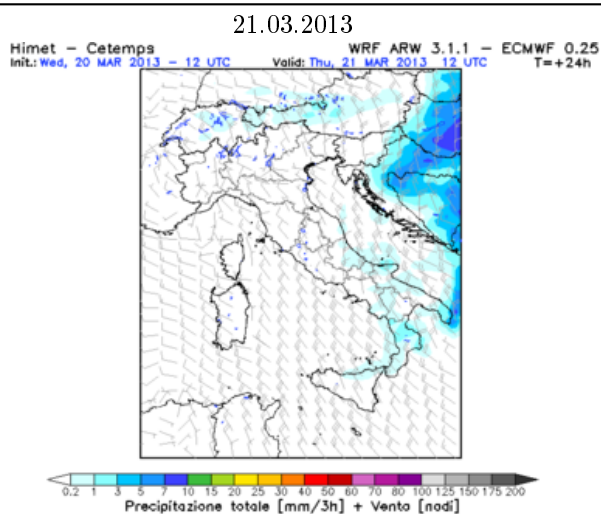 21.03.2013
Himet – Cetemps WRF ARW 3.1.1 – ECMWF 0.25
Init.: Wed, 20 MAR 2013 – 12 UTC Valid: Thu, 21 MAR 2013 12 UTC T=+24h
0.2 1 3 5 7 10 15 20 25 30 40 50 60 70 80 100 125 150 175 200
Precipitazione totale [mm/3h] + Vento [nodi]